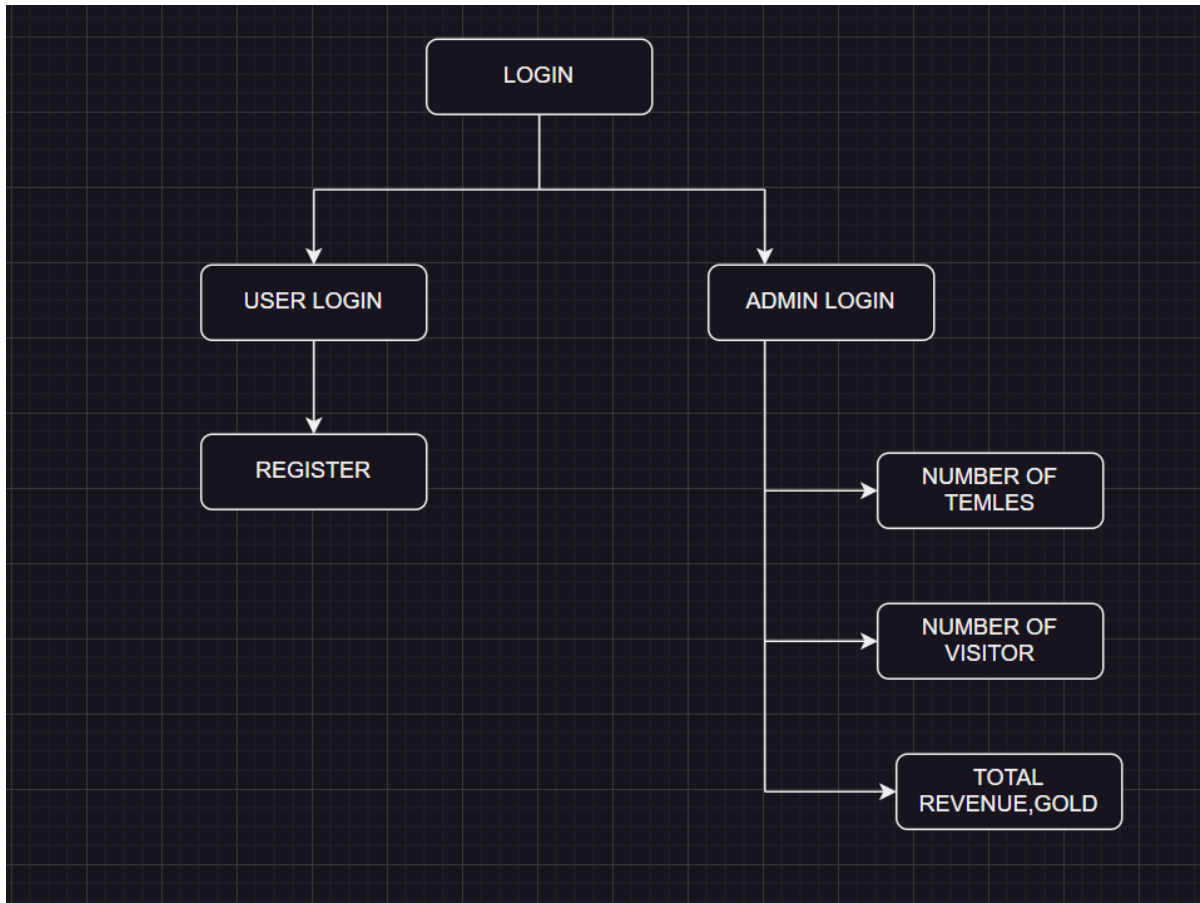 LOGIN
USER LOGIN
ADMIN LOGIN
REGISTER
NUMBER OF
TEMLES
NUMBER OF
VISITOR
TOTAL
REVENUE,GOLD